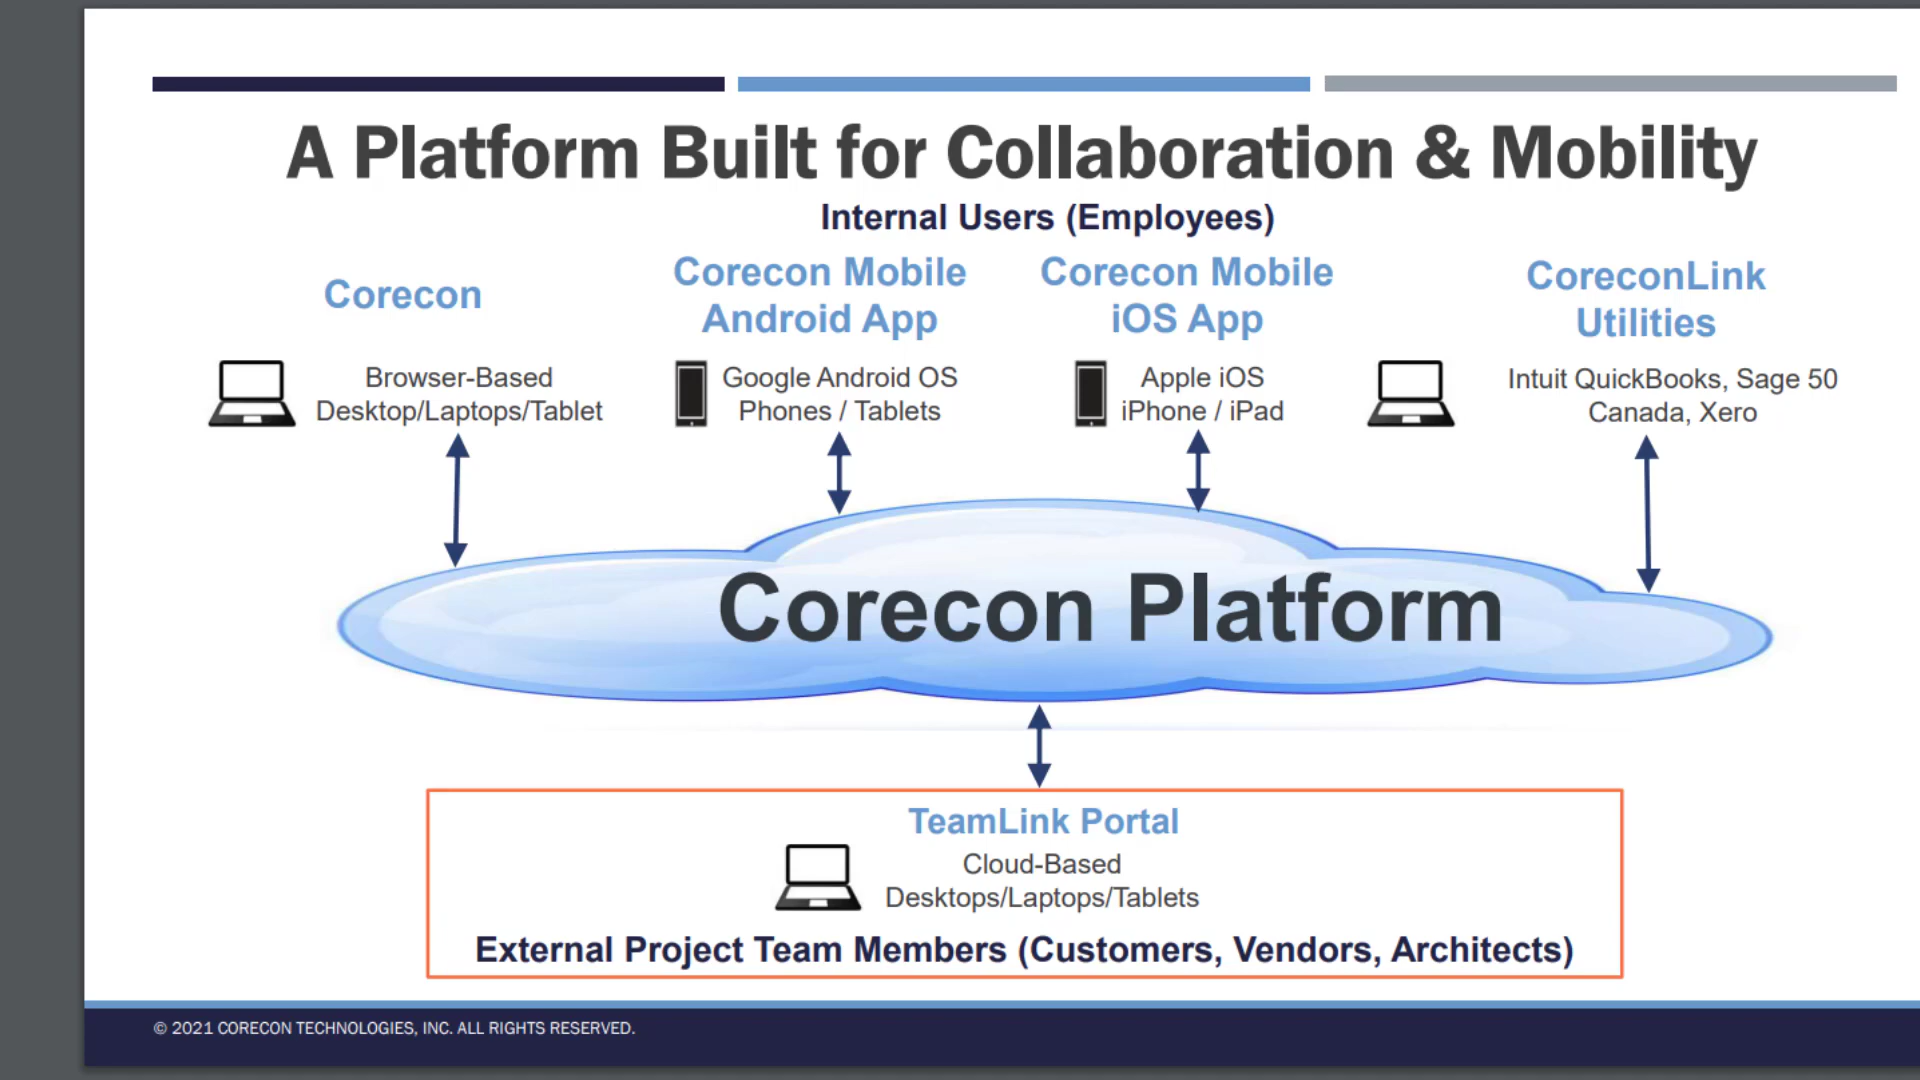 A Platform Built for Collaboration & Mobility
Internal Users (Employees)
Corecon
Browser-Based
Desktop/Laptops/Tablet
Corecon Mobile
Android App
Google Android OS
Phones / Tablets
Corecon Mobile
iOS App
Apple iOS
iPhone / iPad
CoreconLink
Utilities
Intuit QuickBooks, Sage 50
Canada, Xero
Corecon Platform
TeamLink Portal
Cloud-Based
Desktops/Laptops/Tablets
External Project Team Members (Customers, Vendors, Architects)
© 2021 CORECON TECHNOLOGIES, INC. ALL RIGHTS RESERVED.